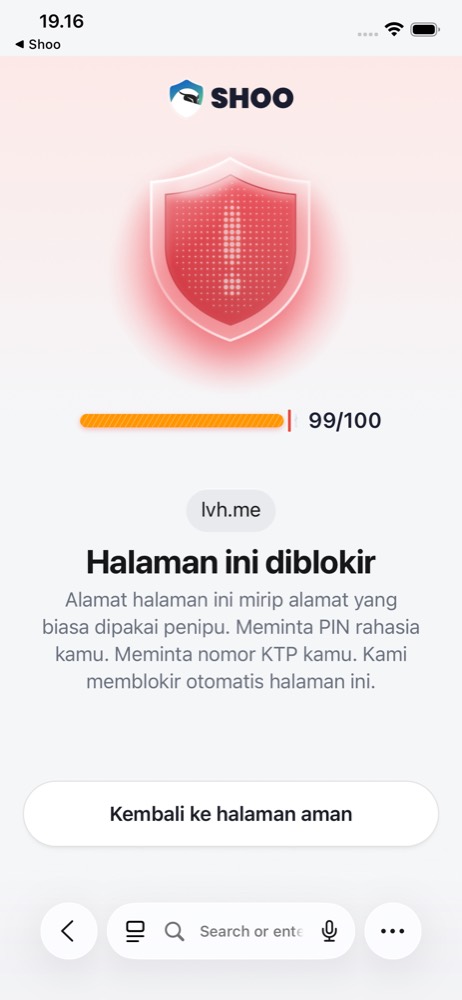 19.16
◀ Shoo
SHOO
99/100
lvh.me
Halaman ini diblokir
Alamat halaman ini mirip alamat yang
biasa dipakai penipu. Meminta PIN rahasia
kamu. Meminta nomor KTP kamu. Kami
memblokir otomatis halaman ini.
Kembali ke halaman aman
Search or ente